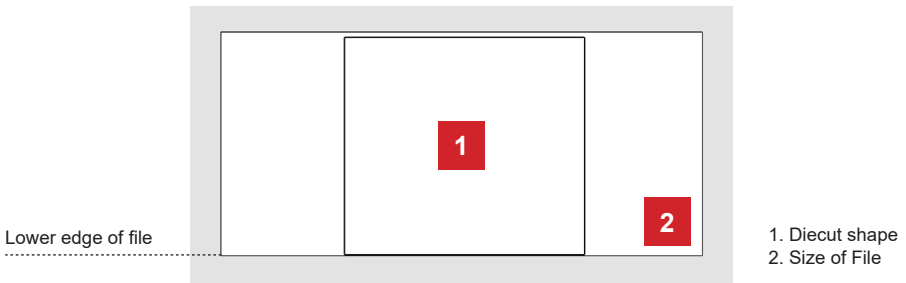 1
2
Lower edge of file
1. Diecut shape
2. Size of File